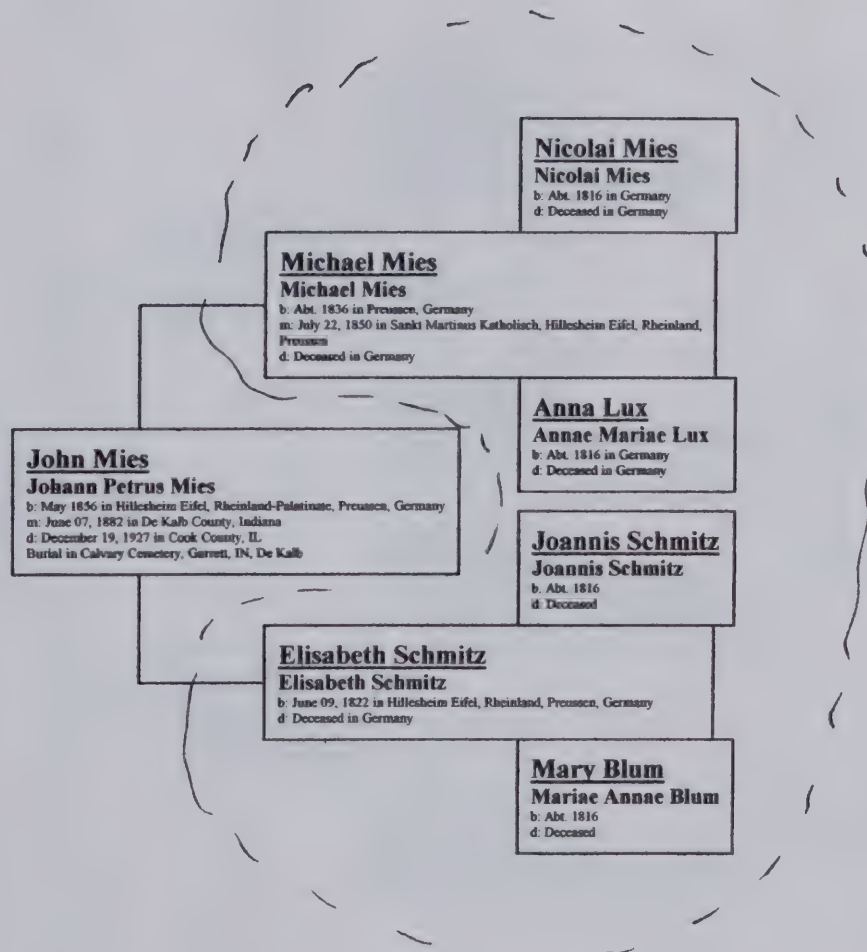 Nicolai Mies
Nicolai Mies
b: Abt. 1816 in Germany
d: Deceased in Germany
Michael Mies
Michael Mies
b: Abt. 1836 in Preussen, Germany
m: July 22, 1850 in Sankt Martinus Katholisch, Hillesheim Eifel, Rheinland,
Preussen
d: Deceased in Germany
Anna Lux
Annae Mariae Lux
b: Abt. 1816 in Germany
d: Deceased in Germany
John Mies
Johann Petrus Mies
b: May 1856 in Hillesheim Eifel, Rheinland-Palatinate, Preussen, Germany
m: June 07, 1882 in De Kalb County, Indiana
d: December 19, 1927 in Cook County, IL
Burial in Calvary Cemetery, Garrett, IN, De Kalb
Joannis Schmitz
Joannis Schmitz
b. Abt. 1816
d: Deceased
Elisabeth Schmitz
Elisabeth Schmitz
b: June 09, 1822 in Hillesheim Eifel, Rheinland, Preussen, Germany
d: Deceased in Germany
Mary Blum
Mariae Annae Blum
b: Abt. 1816
d: Deceased